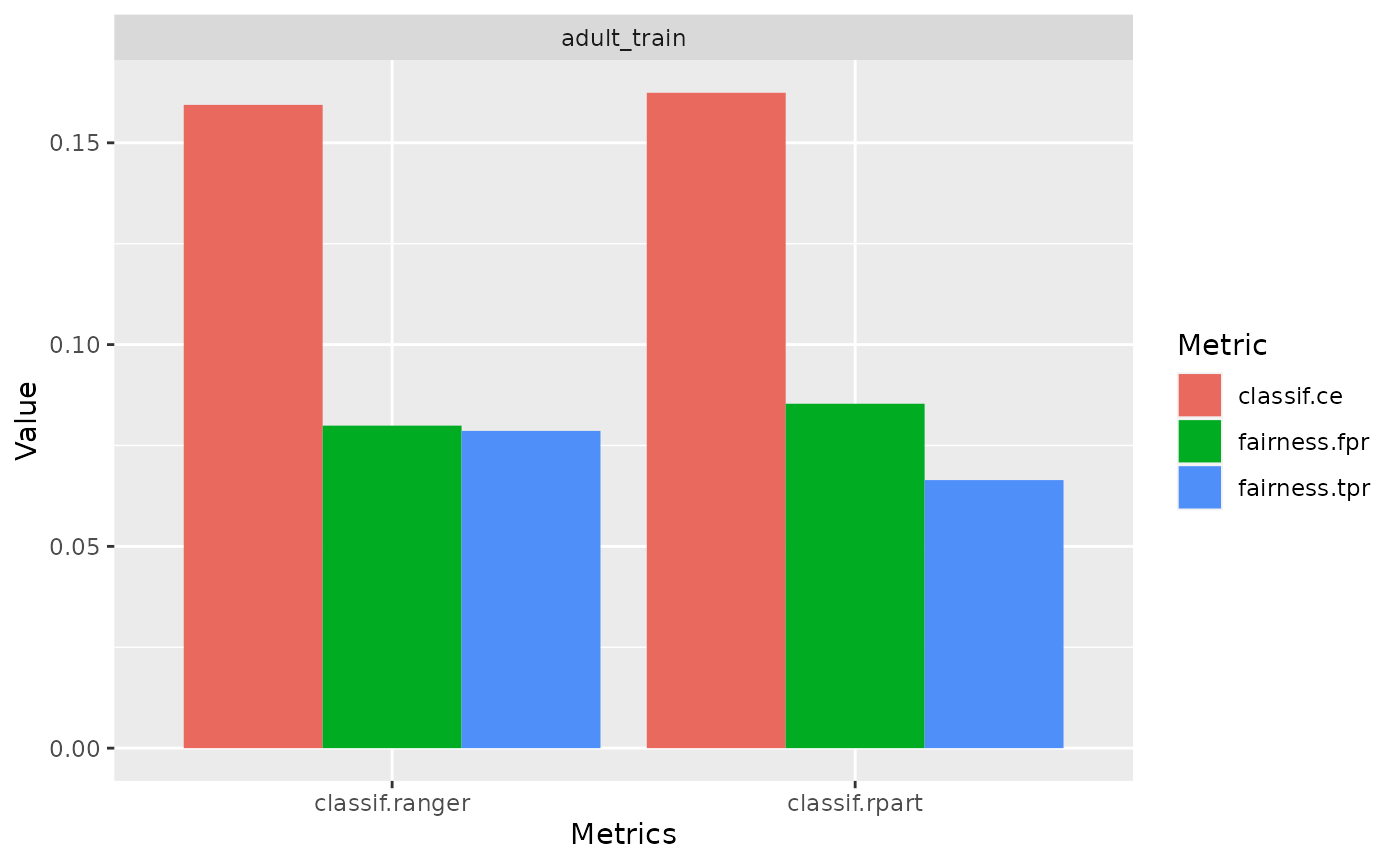 adult_train
Value
0.15
0.10
0.05
0.00
classif.ranger
classif.rpart
Metrics
Metric
classif.ce
fairness.fpr
fairness.tpr